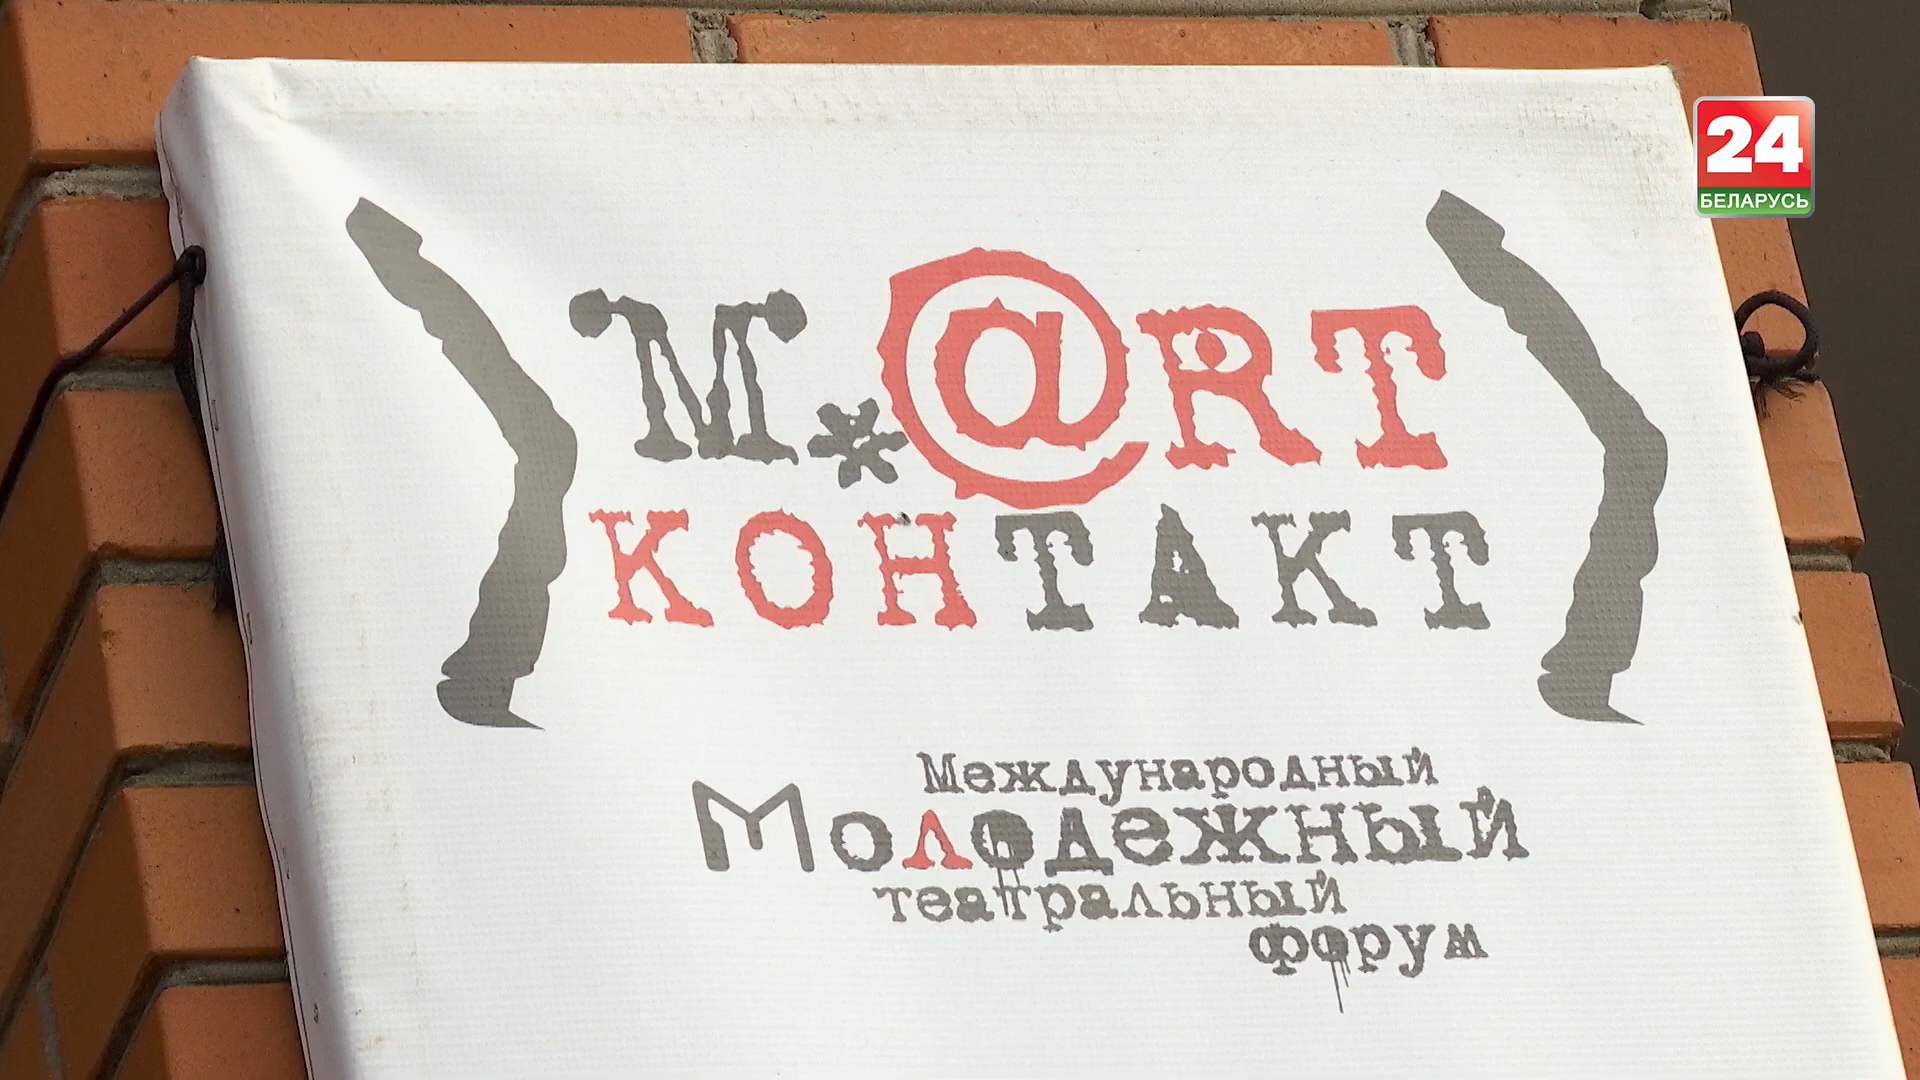 24
БЕЛАРУСЬ
)М.*@RT)
КОНТАКТ
Международный
Молодежный
театральный
форум